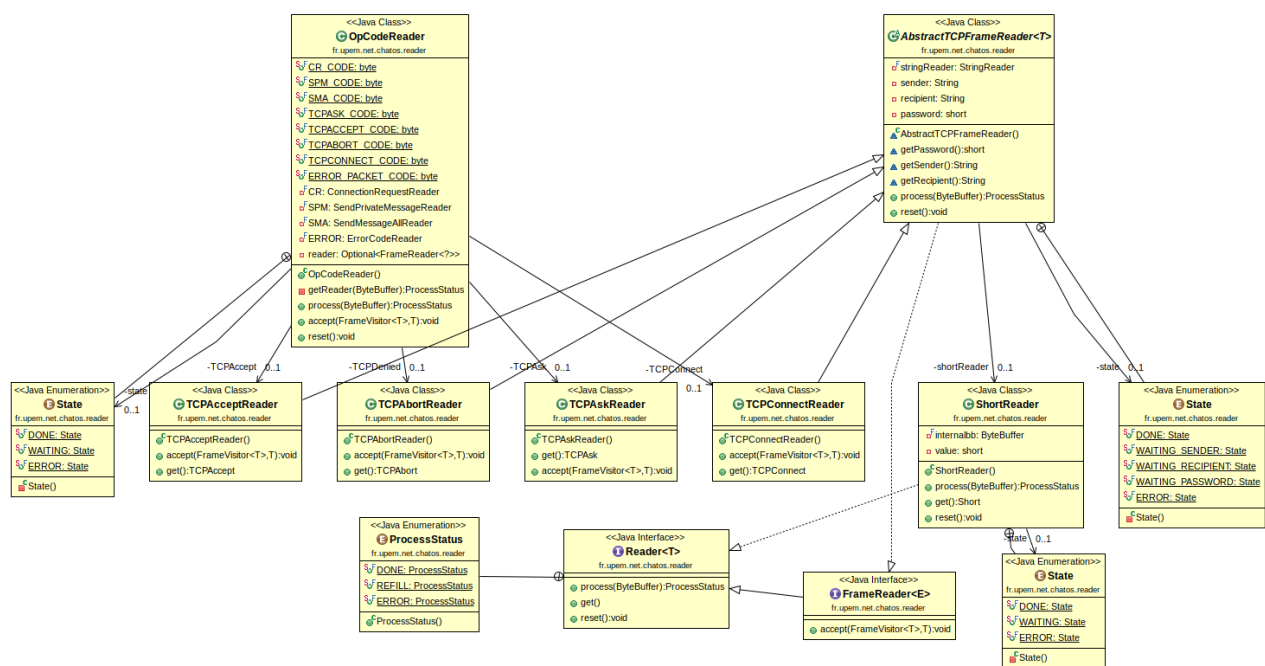 <<Java Class>>
OpCodeReader
fr.upem.net.chatos.reader
CR_CODE: byte
SPM_CODE: byte
SMA_CODE: byte
TCPASK_CODE: byte
TCPACCEPT_CODE: byte
TCPABORT_CODE: byte
TCPCONNECT_CODE: byte
ERROR_PACKET_CODE: byte
CR: ConnectionRequestReader
SPM: SendPrivateMessageReader
SMA: SendMessageAllReader
ERROR: ErrorCodeReader
reader: Optional<FrameReader<?>>
OpCodeReader()
getReader(ByteBuffer):ProcessStatus
process(ByteBuffer):ProcessStatus
accept(FrameVisitor<T>,T):void
reset():void
<<Java Class>>
AbstractTCPFrameReader<T>
fr.upem.net.chatos.reader
stringReader: StringReader
sender: String
recipient: String
password: short
AbstractTCPFrameReader()
getPassword():short
getSender():String
getRecipient():String
process(ByteBuffer):ProcessStatus
reset():void
-state
0..1
-TCPAccept 0..1
-TCPDenied 0..1
-TCPAsk 0..1
-TCPConnect
0..1
-shortReader 0..1
-state 0..1
<<Java Enumeration>>
State
fr.upem.net.chatos.reader
DONE: State
WAITING: State
ERROR: State
State()
<<Java Class>>
TCPAcceptReader
fr.upem.net.chatos.reader
TCPAcceptReader()
accept(FrameVisitor<T>,T):void
get():TCPAccept
<<Java Class>>
TCPAbortReader
fr.upem.net.chatos.reader
TCPAbortReader()
accept(FrameVisitor<T>,T):void
get():TCPAbort
<<Java Class>>
TCPAskReader
fr.upem.net.chatos.reader
TCPAskReader()
get():TCPAsk
accept(FrameVisitor<T>,T):void
<<Java Class>>
TCPConnectReader
fr.upem.net.chatos.reader
TCPConnectReader()
accept(FrameVisitor<T>,T):void
get():TCPConnect
<<Java Class>>
ShortReader
fr.upem.net.chatos.reader
internalbb: ByteBuffer
value: short
ShortReader()
process(ByteBuffer):ProcessStatus
get():Short
reset():void
<<Java Enumeration>>
State
fr.upem.net.chatos.reader
DONE: State
WAITING_SENDER: State
WAITING_RECIPIENT: State
WAITING_PASSWORD: State
ERROR: State
State()
<<Java Enumeration>>
ProcessStatus
fr.upem.net.chatos.reader
DONE: ProcessStatus
REFILL: ProcessStatus
ERROR: ProcessStatus
ProcessStatus()
<<Java Interface>>
Reader<T>
fr.upem.net.chatos.reader
process(ByteBuffer):ProcessStatus
get()
reset():void
<<Java Interface>>
FrameReader<E>
fr.upem.net.chatos.reader
accept(FrameVisitor<T>,T):void
-state 0..1
<<Java Enumeration>>
State
fr.upem.net.chatos.reader
DONE: State
WAITING: State
ERROR: State
State()